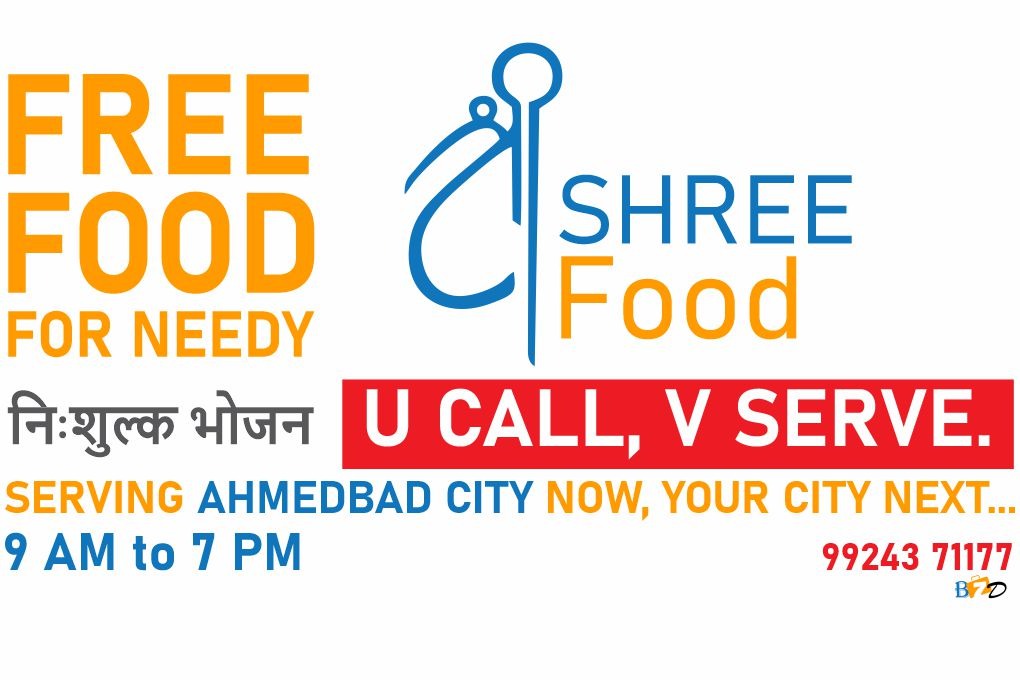 FREE
FOOD
FOR NEEDY
निःशुल्क भोजन
SHREE
Food
U CALL, V SERVE.
SERVING AHMEDBAD CITY NOW, YOUR CITY NEXT...
9 AM to 7 PM
99243 71177
B2D